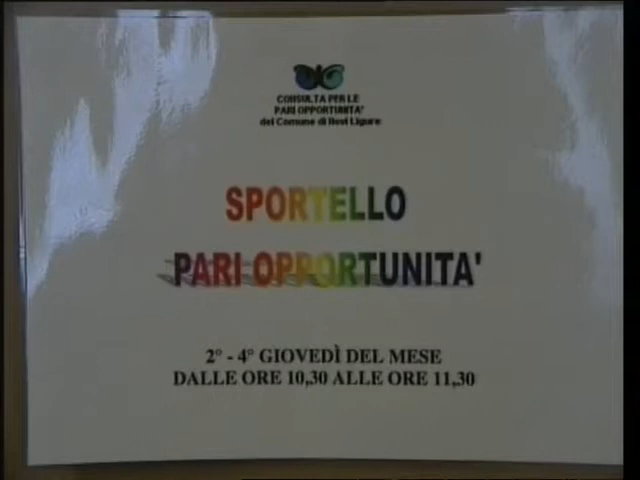 CONSULTA PER LE
PARI OPPORTUNITA'
del Comune di Novi Ligure
SPORTELLO
PARI OPPORTUNITA'
2° - 4° GIOVEDÌ DEL MESE
DALLE ORE 10,30 ALLE ORE 11,30